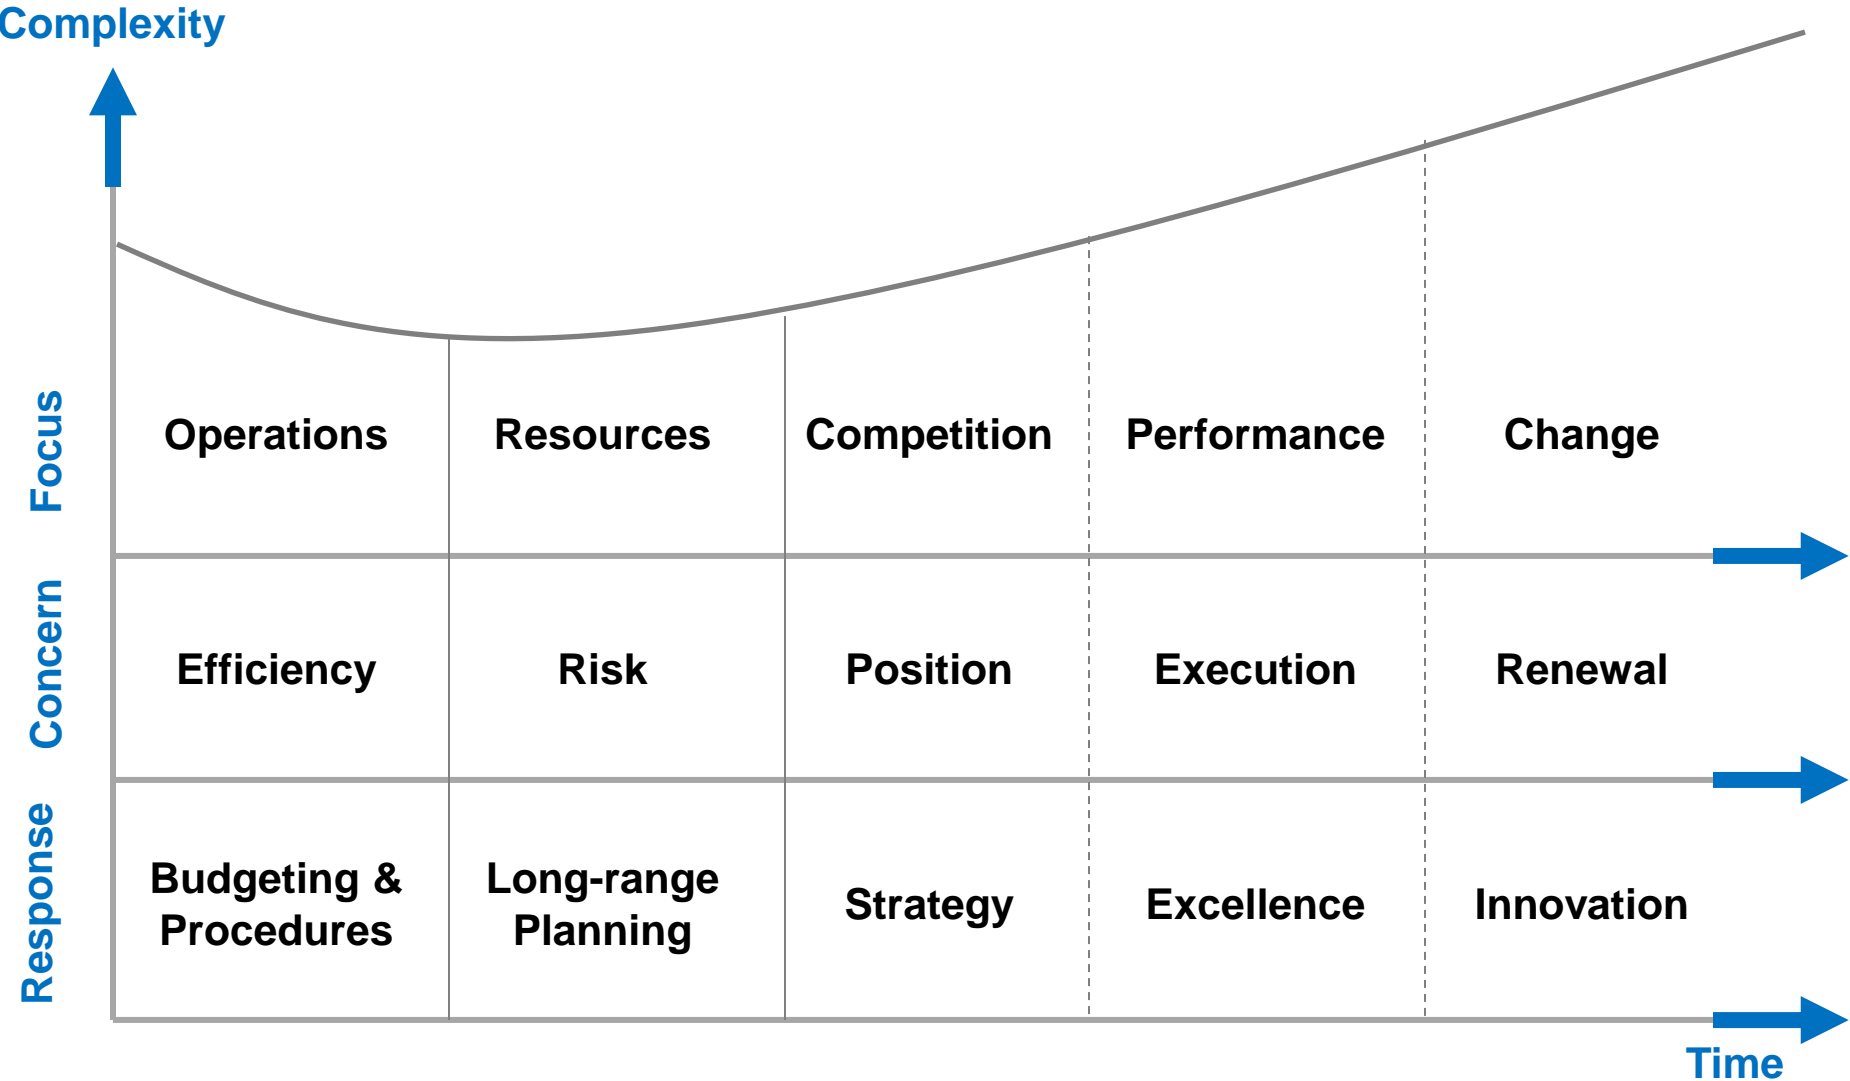 Complexity
Focus
Operations
Resources
Competition
Performance
Change
Concern
Efficiency
Risk
Position
Execution
Renewal
Response
Budgeting &
Procedures
Long-range
Planning
Strategy
Excellence
Innovation
Time